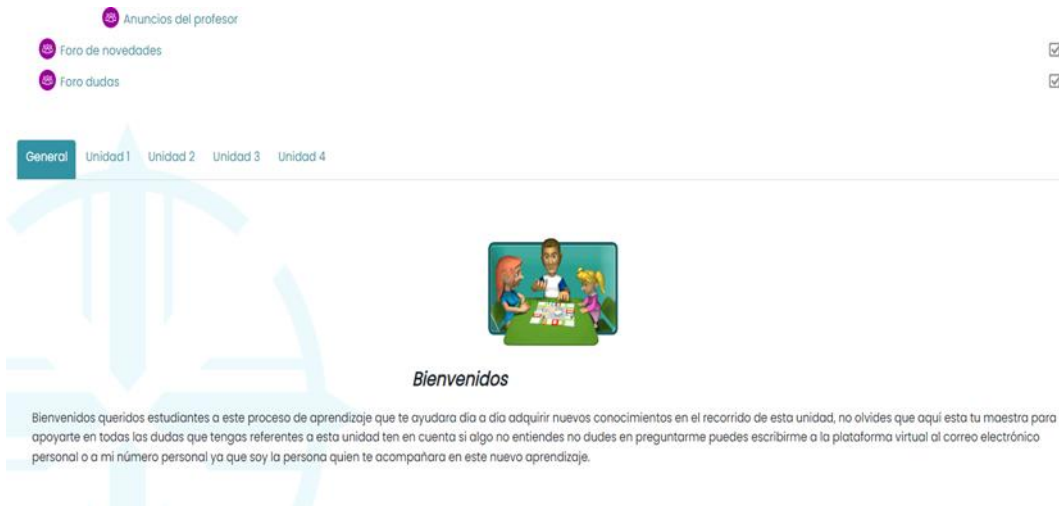 Anuncios del profesor
Foro de novedades
Foro dudas
General Unidad 1 Unidad 2 Unidad 3 Unidad 4
Bienvenidos
Bienvenidos queridos estudiantes a este proceso de aprendizaje que te ayudara día a día adquirir nuevos conocimientos en el recorrido de esta unidad, no olvides que aquí esta tu maestra para
apoyarte en todas las dudas que tengas referentes a esta unidad ten en cuenta si algo no entiendes no dudes en preguntarme puedes escribirme a la plataforma virtual al correo electrónico
personal o a mi número personal ya que soy la persona quien te acompañara en este nuevo aprendizaje.